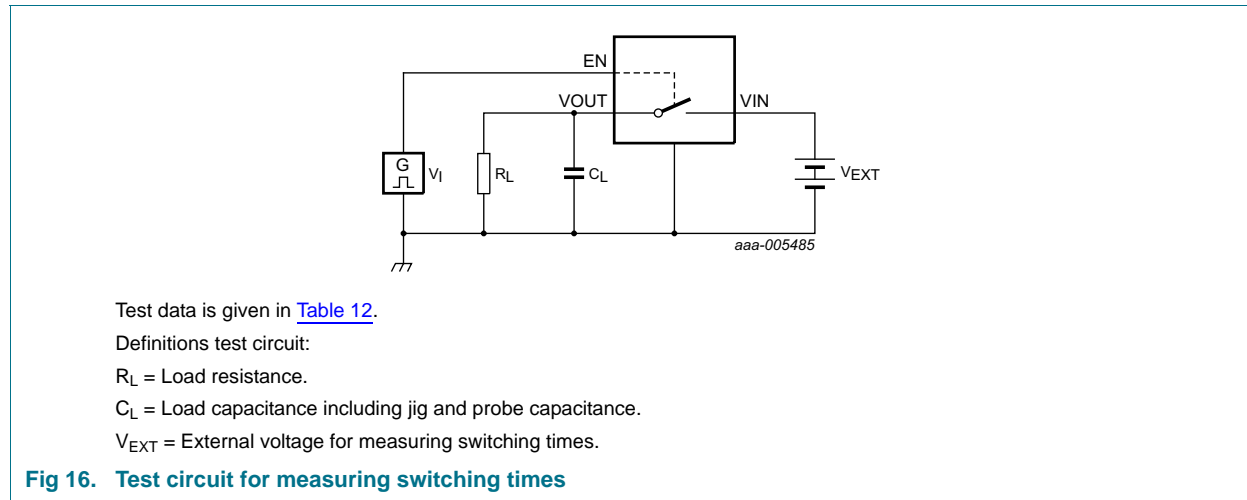 EN
VOUT
VIN
G
VI
RL
CL
VEXT
aaa-005485
Test data is given in Table 12.
Definitions test circuit:
RL = Load resistance.
CL = Load capacitance including jig and probe capacitance.
VEXT = External voltage for measuring switching times.
Fig 16. Test circuit for measuring switching times